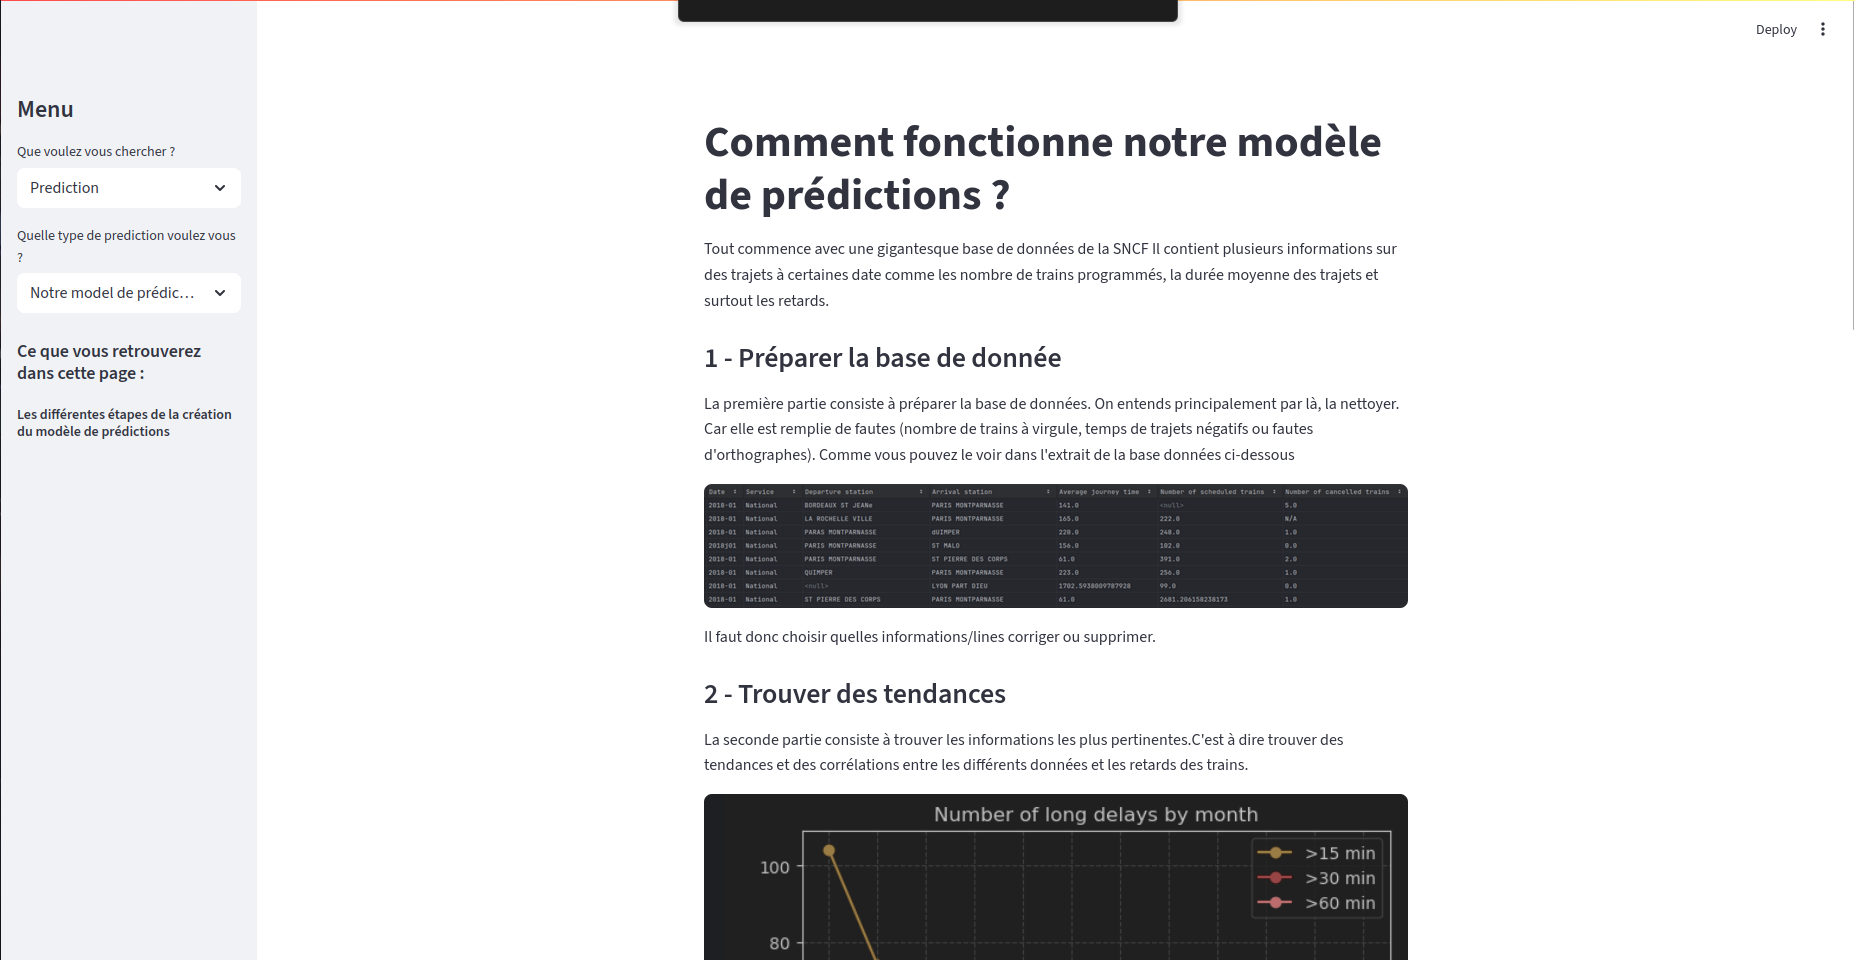 Deploy
Menu
Que voulez vous chercher ?
Prediction
Quelle type de prediction voulez vous
?
Notre model de prédic...
Ce que vous retrouverez
dans cette page :
Les différentes étapes de la création
du modèle de prédictions
Comment fonctionne notre modèle
de prédictions ?
Tout commence avec une gigantesque base de données de la SNCF Il contient plusieurs informations sur
des trajets à certaines date comme les nombre de trains programmés, la durée moyenne des trajets et
surtout les retards.
1 - Préparer la base de donnée
La première partie consiste à préparer la base de données. On entends principalement par là, la nettoyer.
Car elle est remplie de fautes (nombre de trains à virgule, temps de trajets négatifs ou fautes
d'orthographes). Comme vous pouvez le voir dans l'extrait de la base données ci-dessous
Date Service Departure station Arrival station Average journey time Number of scheduled trains Number of cancelled trains
2018-01 National BORDEAUX ST JEANe PARIS MONTPARNASSE 141.0 <null> 5.0
2018-01 National LA ROCHELLE VILLE PARIS MONTPARNASSE 165.0 222.0 N/A
2018-01 National PARAS MONTPARNASSE dUIMPER 220.0 248.0 1.0
2018j01 National PARIS MONTPARNASSE ST MALO 156.0 102.0 0.0
2018-01 National PARIS MONTPARNASSE ST PIERRE DES CORPS 61.0 391.0 2.0
2018-01 National QUIMPER PARIS MONTPARNASSE 223.0 256.0 1.0
2018-01 National <null> LYON PART DIEU 1702.5938009787928 99.0 0.0
2018-01 National ST PIERRE DES CORPS PARIS MONTPARNASSE 61.0 2681.206158238173 1.0
Il faut donc choisir quelles informations/lines corriger ou supprimer.
2 - Trouver des tendances
La seconde partie consiste à trouver les informations les plus pertinentes.C'est à dire trouver des
tendances et des corrélations entre les différents données et les retards des trains.
Number of long delays by month
>15 min
>30 min
>60 min
100
80